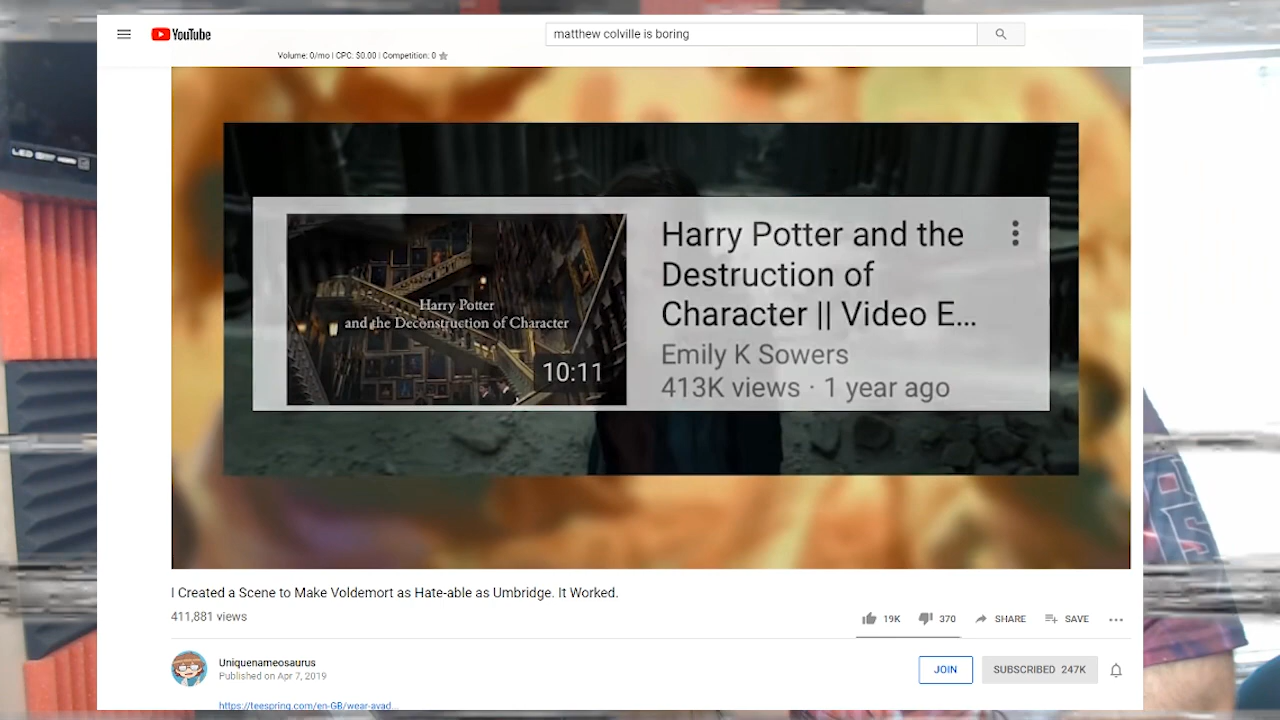 YouTube
matthew colville is boring
Volume: 0/mo | CPC: $0.00 | Competition: 0
LED
Harry Potter and the
Destruction of
Character || Video E...
Harry Potter
and the Deconstruction of Character
10:11
Emily K Sowers
413K views · 1 year ago
I Created a Scene to Make Voldemort as Hate-able as Umbridge. It Worked.
411,881 views
19K
370
SHARE
SAVE
Uniquenameosaurus
Published on Apr 7, 2019
JOIN
SUBSCRIBED 247K
https://teespring.com/en-GB/wear-avad...